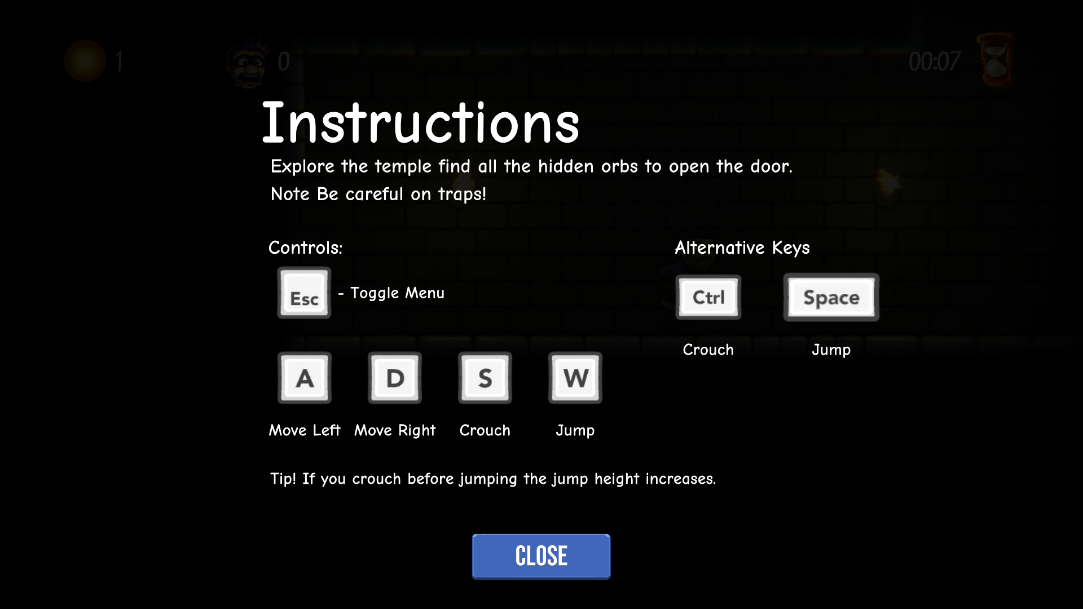 1
0
00:07
Instructions
Explore the temple find all the hidden orbs to open the door.
Note Be careful on traps!
Controls:
Alternative Keys
Esc
- Toggle Menu
Ctrl
Space
Crouch
Jump
A
D
S
W
Move Left
Move Right
Crouch
Jump
Tip! If you crouch before jumping the jump height increases.
CLOSE